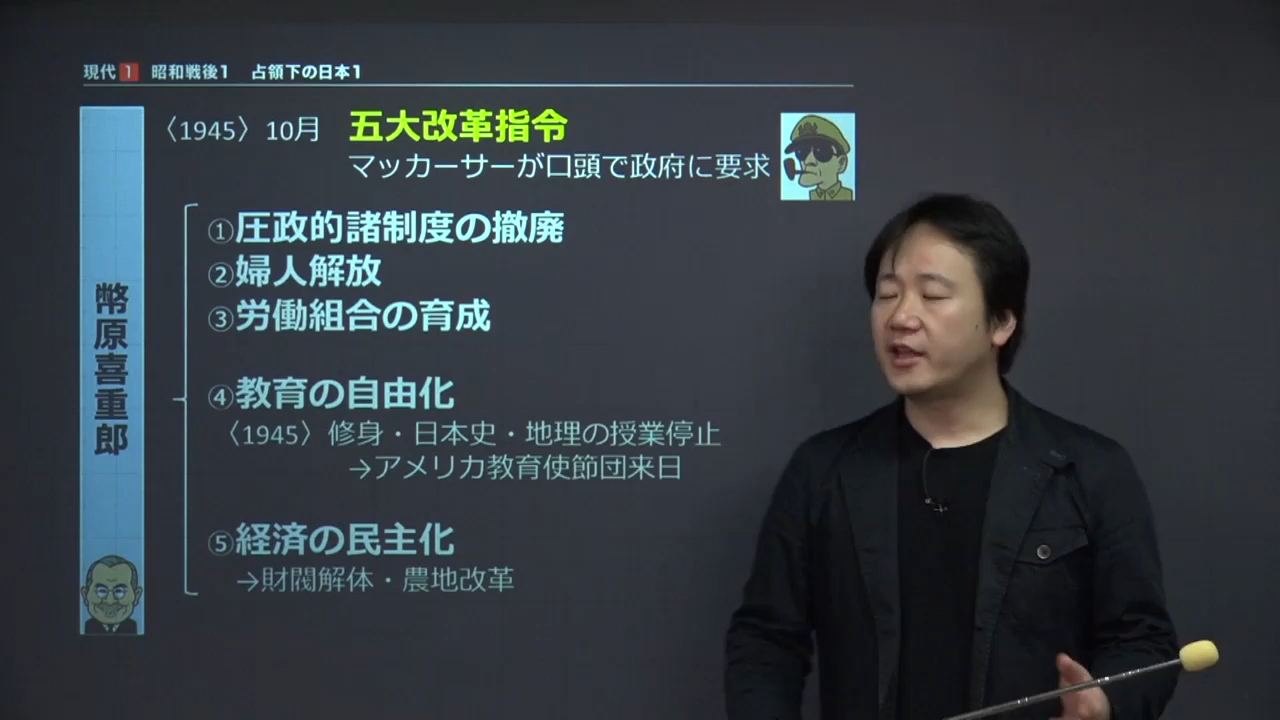 現代1 昭和戦後1 占領下の日本1
〈1945〉10月 五大改革指令
マッカーサーが口頭で政府に要求
①圧政的諸制度の撤廃
②婦人解放
③労働組合の育成
④教育の自由化
〈1945〉修身・日本史・地理の授業停止
→アメリカ教育使節団来日
⑤経済の民主化
→財閥解体・農地改革
幣原喜重郎